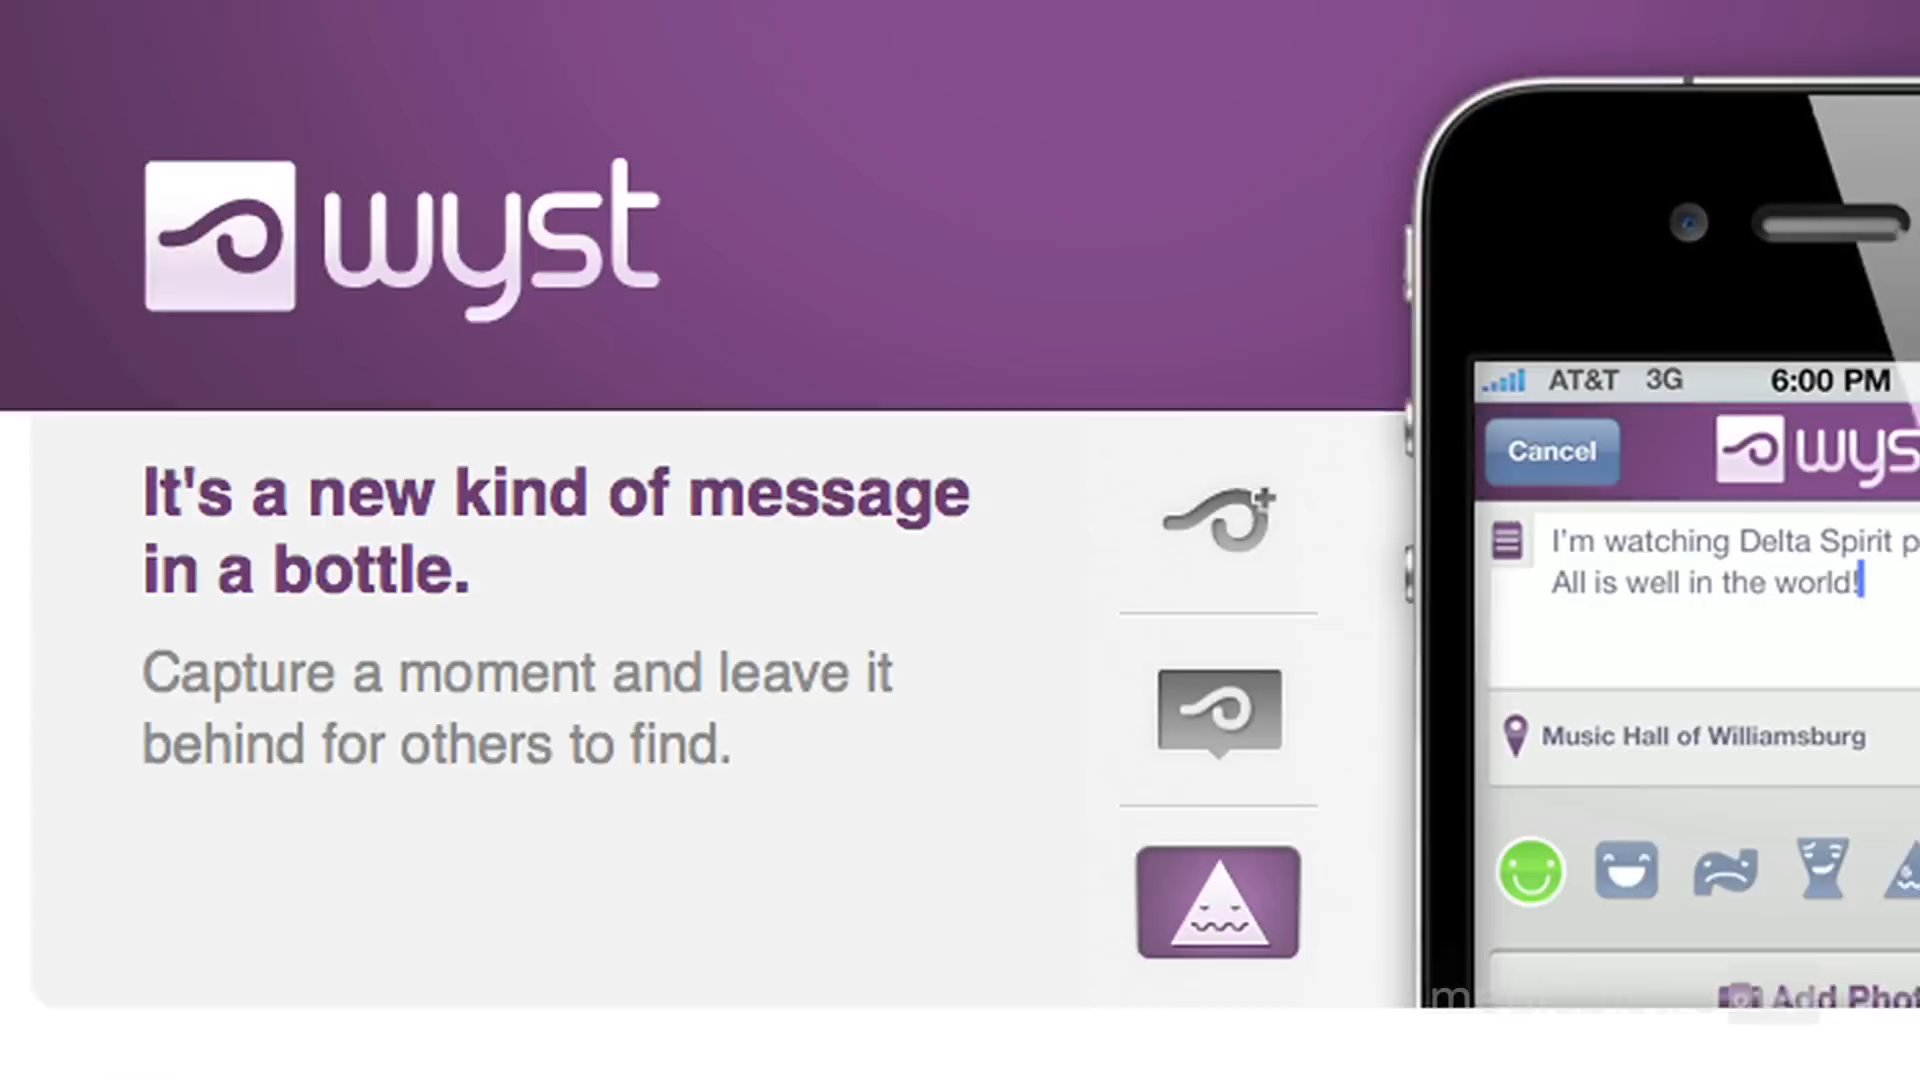 wyst
It's a new kind of message
in a bottle.
Capture a moment and leave it
behind for others to find.
AT&T 3G 6:00 PM
Cancel
wys
I'm watching Delta Spirit p
All is well in the world!
Music Hall of Williamsburg
Add Phot